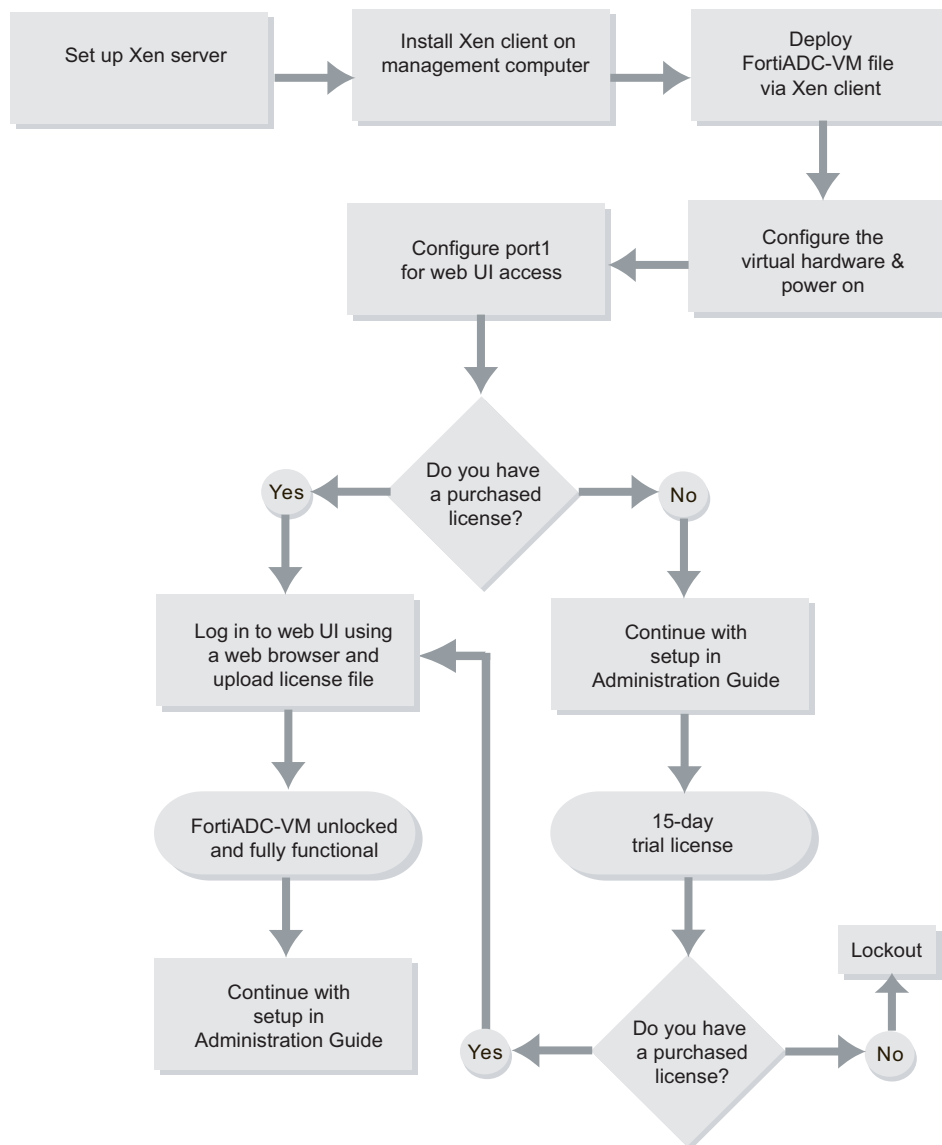 Set up Xen server
Install Xen client on
management computer
Deploy
FortiADC-VM file
via Xen client
Configure port1
for web UI access
Configure the
virtual hardware &
power on
Do you have
a purchased
license?
Yes
No
Log in to web UI using
a web browser and
upload license file
Continue with
setup in
Administration Guide
FortiADC-VM unlocked
and fully functional
15-day
trial license
Continue with
setup in
Administration Guide
Lockout
Do you have
a purchased
license?
Yes
No